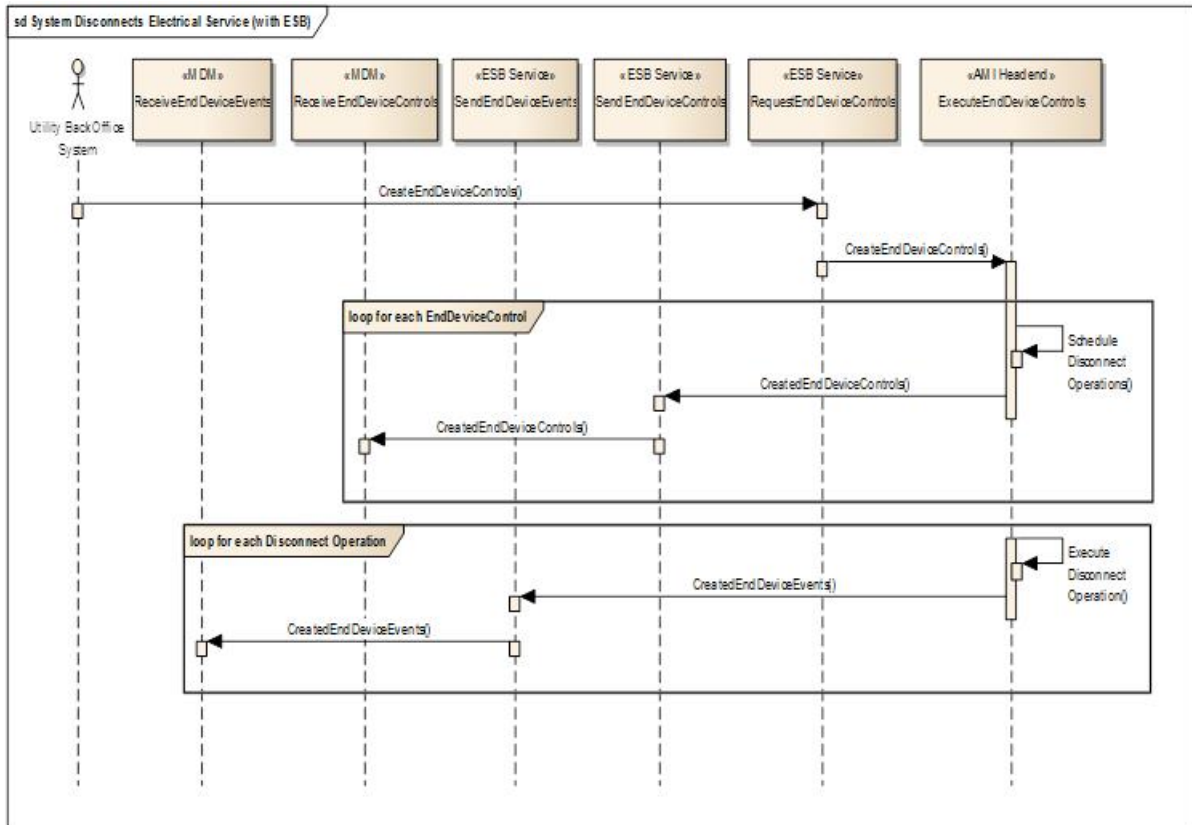 sd System Disconnects Electrical Service (with ESB)
Utility BackOffice
System
«MDM»
ReceiveEndDeviceEvents
«MDM»
ReceiveEndDeviceControls
«ESB Service»
SendEndDeviceEvents
«ESB Service»
SendEndDeviceControls
«ESB Service»
RequestEndDeviceControls
«AMI Headend»
ExecuteEndDeviceControls
CreateEndDeviceControls()
CreateEndDeviceControls()
loop for each EndDeviceControl
Schedule
Disconnect
Operations()
CreatedEndDeviceControls()
CreatedEndDeviceControls()
loop for each Disconnect Operation
Execute
Disconnect
Operation()
CreatedEndDeviceEvents()
CreatedEndDeviceEvents()